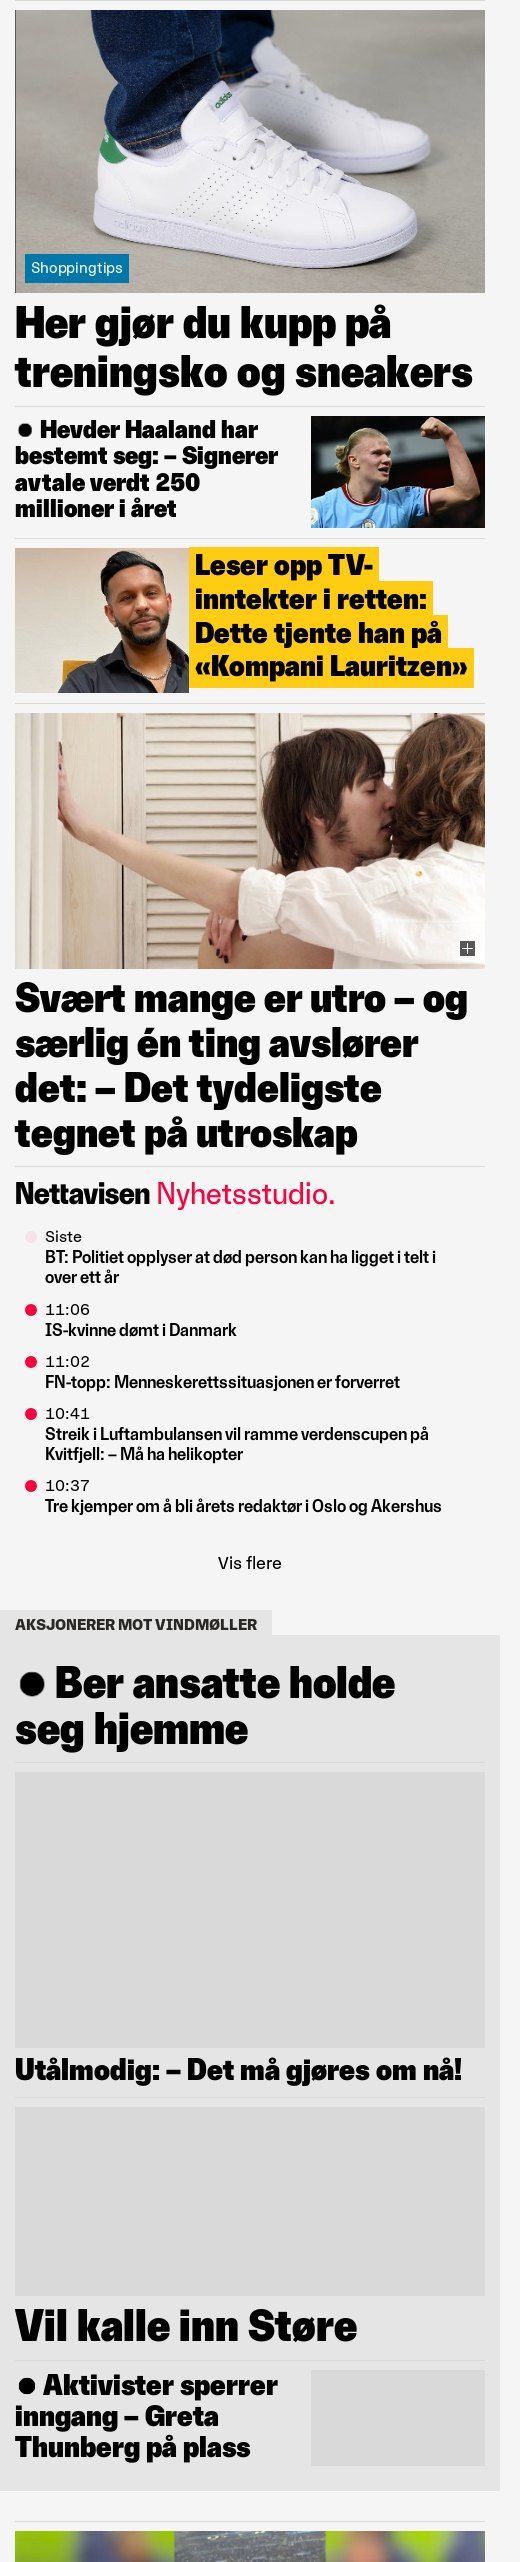 adidas
Shoppingtips
Her gjør du kupp på
treningsko og sneakers
Hevder Haaland har
bestemt seg: – Signerer
avtale verdt 250
millioner i året
Leser opp TV-
inntekter i retten:
Dette tjente han på
«Kompani Lauritzen»
Svært mange er utro – og
særlig én ting avslører
det: – Det tydeligste
tegnet på utroskap
Nettavisen Nyhetsstudio.
Siste
BT: Politiet opplyser at død person kan ha ligget i telt i
over ett år
11:06
IS-kvinne dømt i Danmark
11:02
FN-topp: Menneskerettssituasjonen er forverret
10:41
Streik i Luftambulansen vil ramme verdenscupen på
Kvitfjell: – Må ha helikopter
10:37
Tre kjemper om å bli årets redaktør i Oslo og Akershus
Vis flere
AKSJONERER MOT VINDMØLLER
Ber ansatte holde
seg hjemme
Utålmodig: – Det må gjøres om nå!
Vil kalle inn Støre
Aktivister sperrer
inngang – Greta
Thunberg på plass